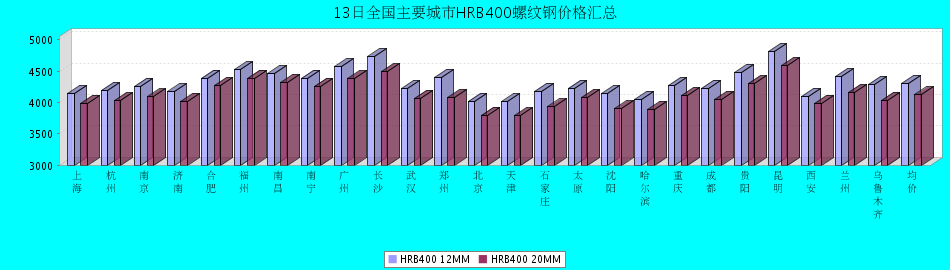 13日全国主要城市HRB400螺纹钢价格汇总
5000
4500
4000
3500
3000
上海 杭州 南京 济南 合肥 福州 南昌 南宁 广州 长沙 武汉 郑州 北京 天津 石家庄 太原 沈阳 哈尔滨 重庆 成都 贵阳 昆明 西安 兰州 乌鲁木齐 均价
HRB400 12MM HRB400 20MM